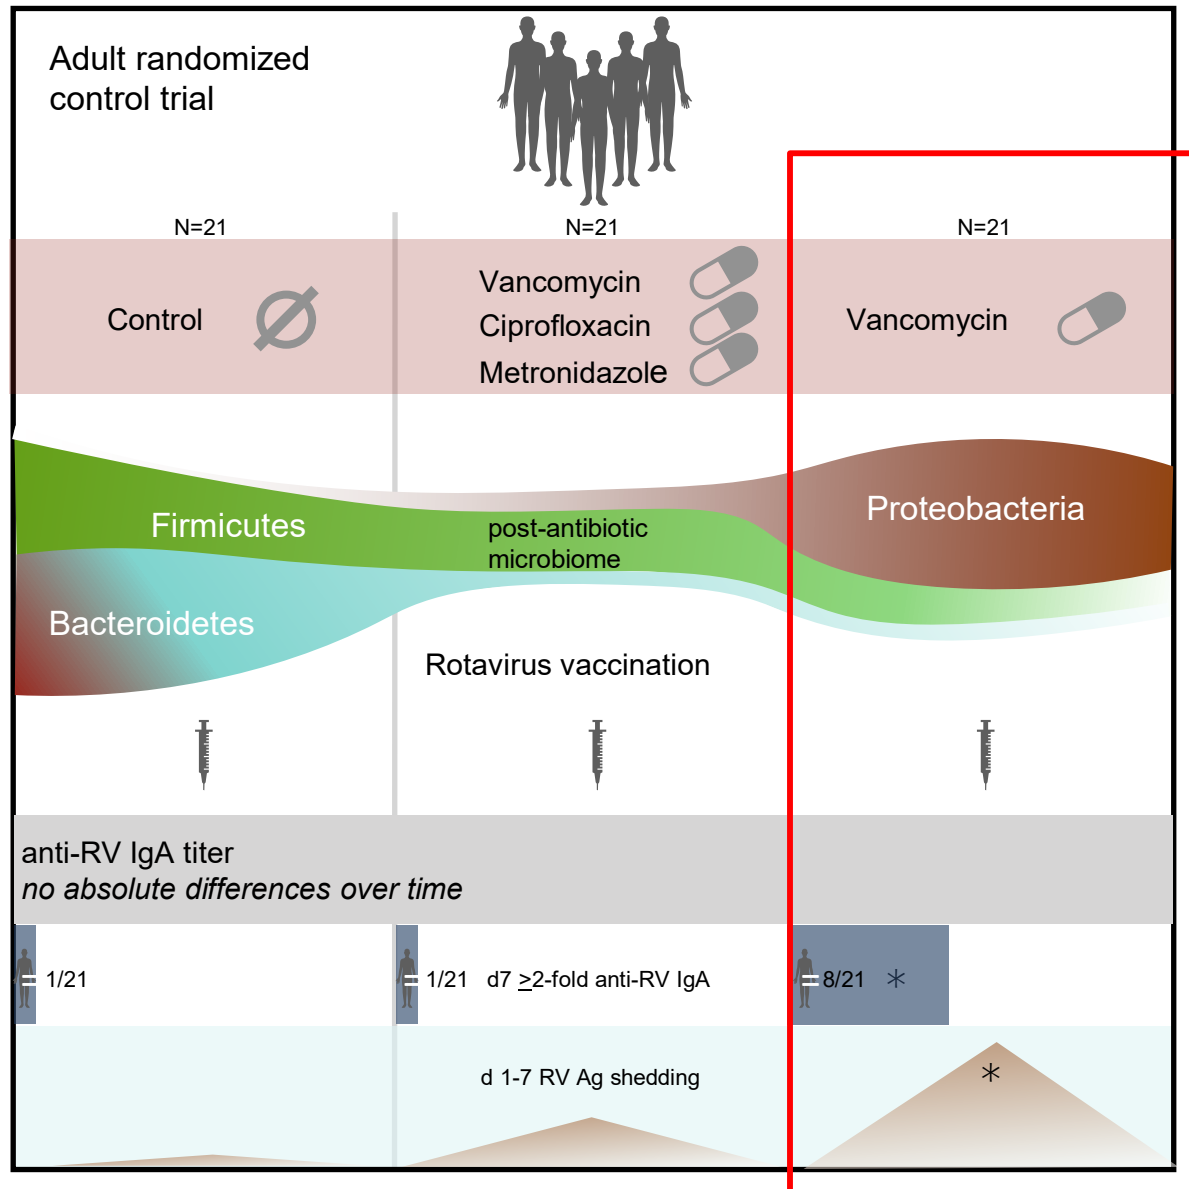 Adult randomized
control trial
N=21
N=21
N=21
Control
Vancomycin
Ciprofloxacin
Metronidazole
Vancomycin
Firmicutes
post-antibiotic
microbiome
Proteobacteria
Bacteroidetes
Rotavirus vaccination
anti-RV IgA titer
no absolute differences over time
1/21
1/21
d7 ≥2-fold anti-RV IgA
8/21 *
d 1-7 RV Ag shedding
*